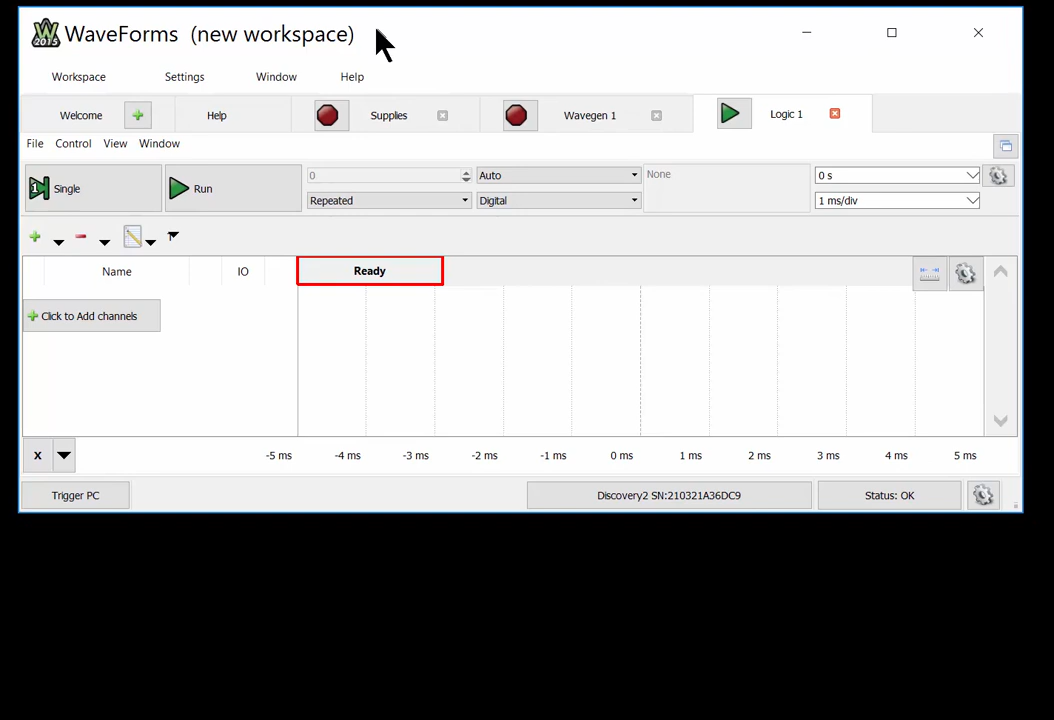 W 2015 WaveForms (new workspace)
Workspace Settings Window Help
Welcome Help Supplies Wavegen 1 Logic 1
File Control View Window
1 Single Run 0 Auto None 0 s
Repeated Digital 1 ms/div
Name IO Ready
Click to Add channels
X -5 ms -4 ms -3 ms -2 ms -1 ms 0 ms 1 ms 2 ms 3 ms 4 ms 5 ms
Trigger PC Discovery2 SN:210321A36DC9 Status: OK